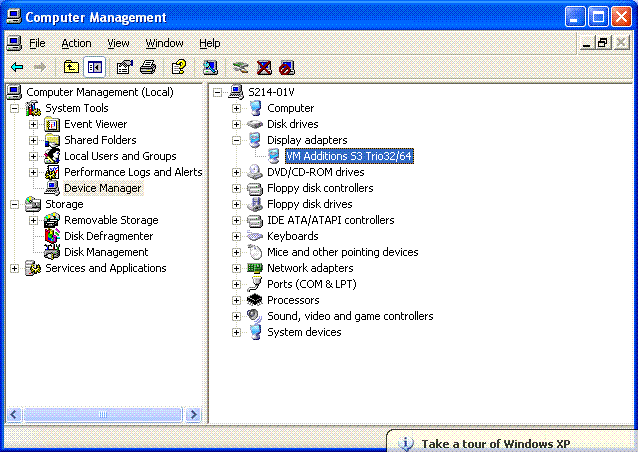 Computer Management
File Action View Window Help
Computer Management (Local)
System Tools
Event Viewer
Shared Folders
Local Users and Groups
Performance Logs and Alerts
Device Manager
Storage
Removable Storage
Disk Defragmenter
Disk Management
Services and Applications
S214-01V
Computer
Disk drives
Display adapters
VM Additions S3 Trio32/64
DVD/CD-ROM drives
Floppy disk controllers
Floppy disk drives
IDE ATA/ATAPI controllers
Keyboards
Mice and other pointing devices
Network adapters
Ports (COM & LPT)
Processors
Sound, video and game controllers
System devices
Take a tour of Windows XP